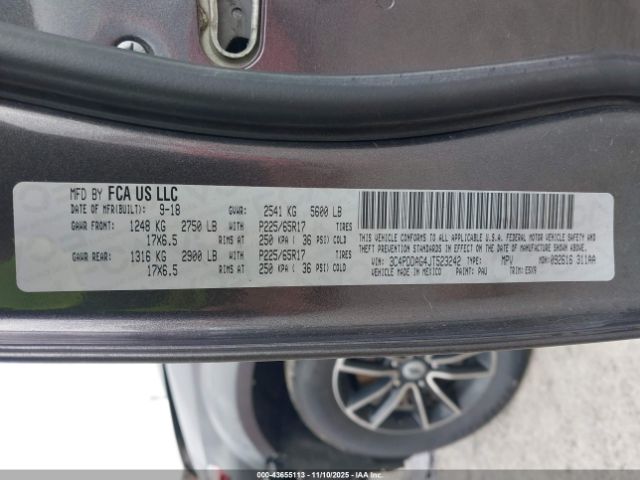 MFD BY FCA US LLC
DATE OF MFR(BUILT): 9-18 GVWR: 2541 KG 5600 LB
GAWR FRONT: 1248 KG 2750 LB WITH P225/65R17 TIRES
17X6.5 RIMS AT 250 KPA ( 36 PSI) COLD
GAWR REAR: 1316 KG 2900 LB WITH P225/65R17 TIRES
17X6.5 RIMS AT 250 KPA ( 36 PSI) COLD
THIS VEHICLE CONFORMS TO ALL APPLICABLE U.S.A. FEDERAL MOTOR VEHICLE SAFETY AND
THEFT PREVENTION STANDARDS IN EFFECT ON THE DATE OF MANUFACTURE SHOWN ABOVE.
VIN: 3C4PDDAG4JT523242 TYPE: MPV MDH: 092616 311AA
MADE IN MEXICO PAINT: PAU TRIM: E5X9
#000-43655113 - 11/10/2025 - IAA.com